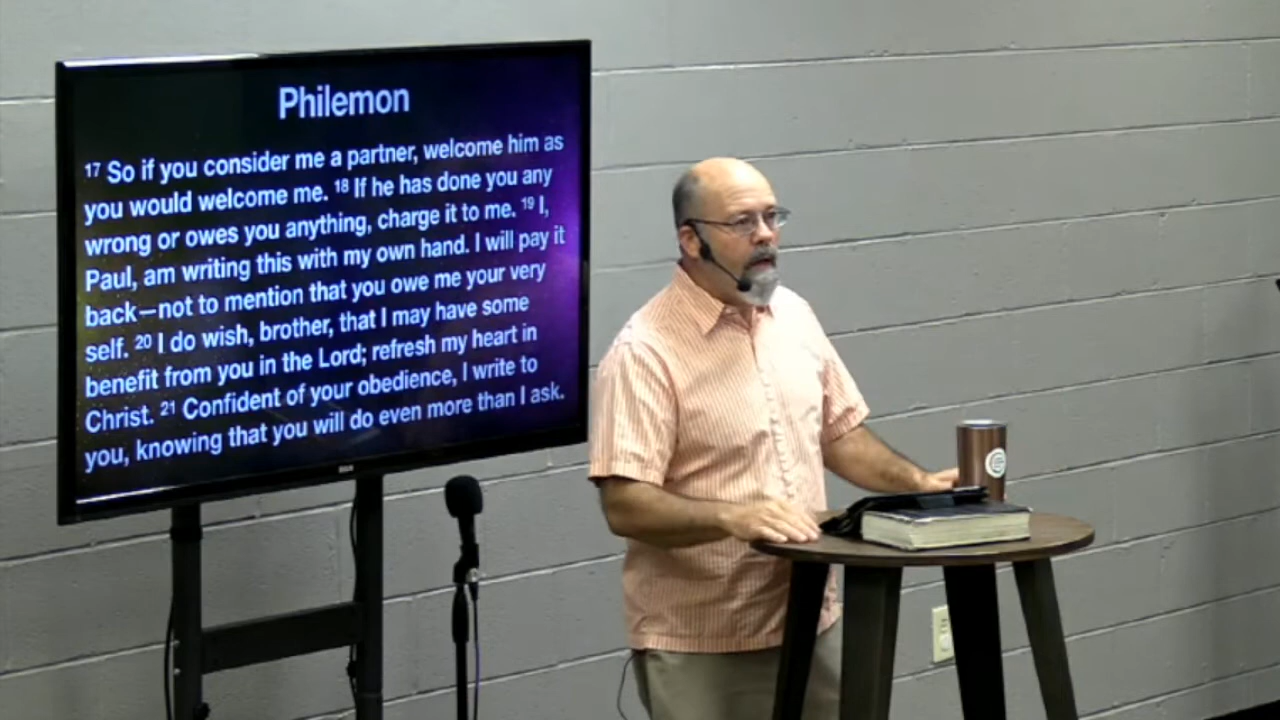 Philemon
17 So if you consider me a partner, welcome him as
you would welcome me. 18 If he has done you any
wrong or owes you anything, charge it to me. 19 I,
Paul, am writing this with my own hand. I will pay it
back—not to mention that you owe me your very
self. 20 I do wish, brother, that I may have some
benefit from you in the Lord; refresh my heart in
Christ. 21 Confident of your obedience, I write to
you, knowing that you will do even more than I ask.
RCA